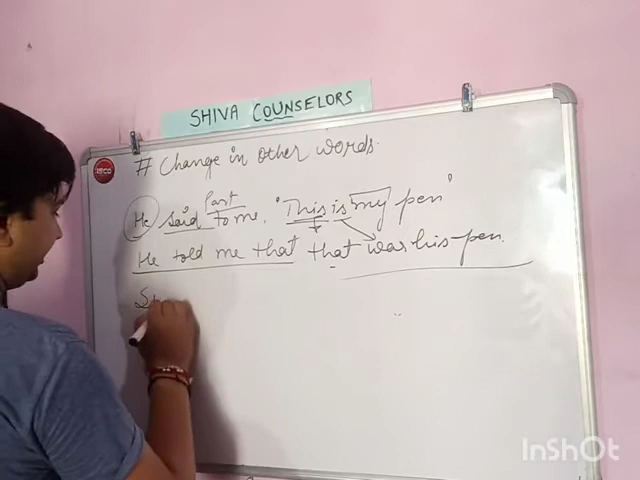 SHIVA COUNSELORS
# Change in other words.
Past
He said to me. 'This is my pen'
He told me that that was his pen.
InShOt